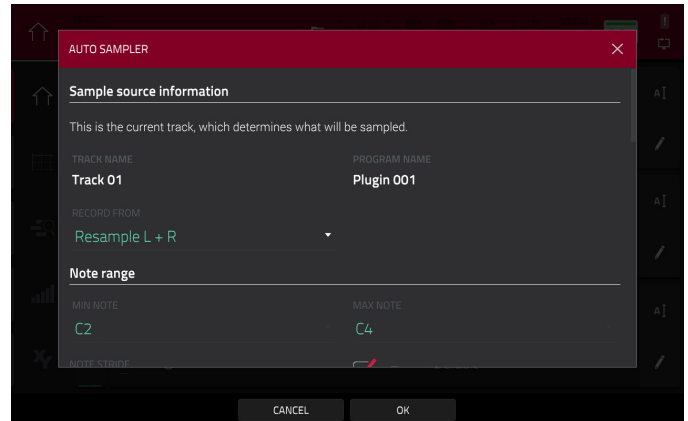 AUTO SAMPLER
Sample source information
This is the current track, which determines what will be sampled.
TRACK NAME
PROGRAM NAME
Track 01
Plugin 001
RECORD FROM
Resample L + R
Note range
MIN NOTE
MAX NOTE
C2
C4
NOTE STRIDE
CANCEL
OK